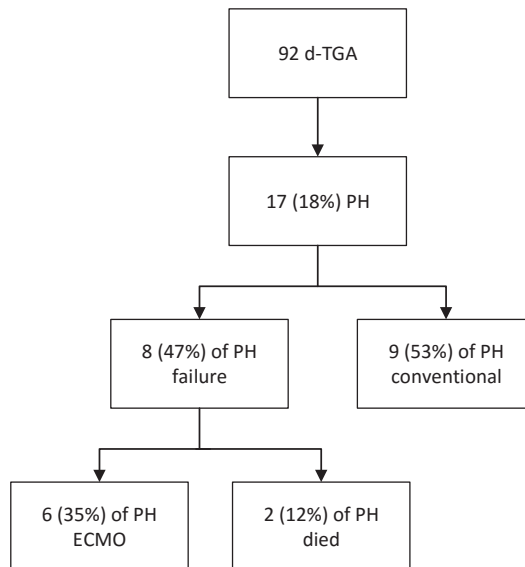 92 d-TGA
17 (18%) PH
8 (47%) of PH
failure
9 (53%) of PH
conventional
6 (35%) of PH
ECMO
2 (12%) of PH
died